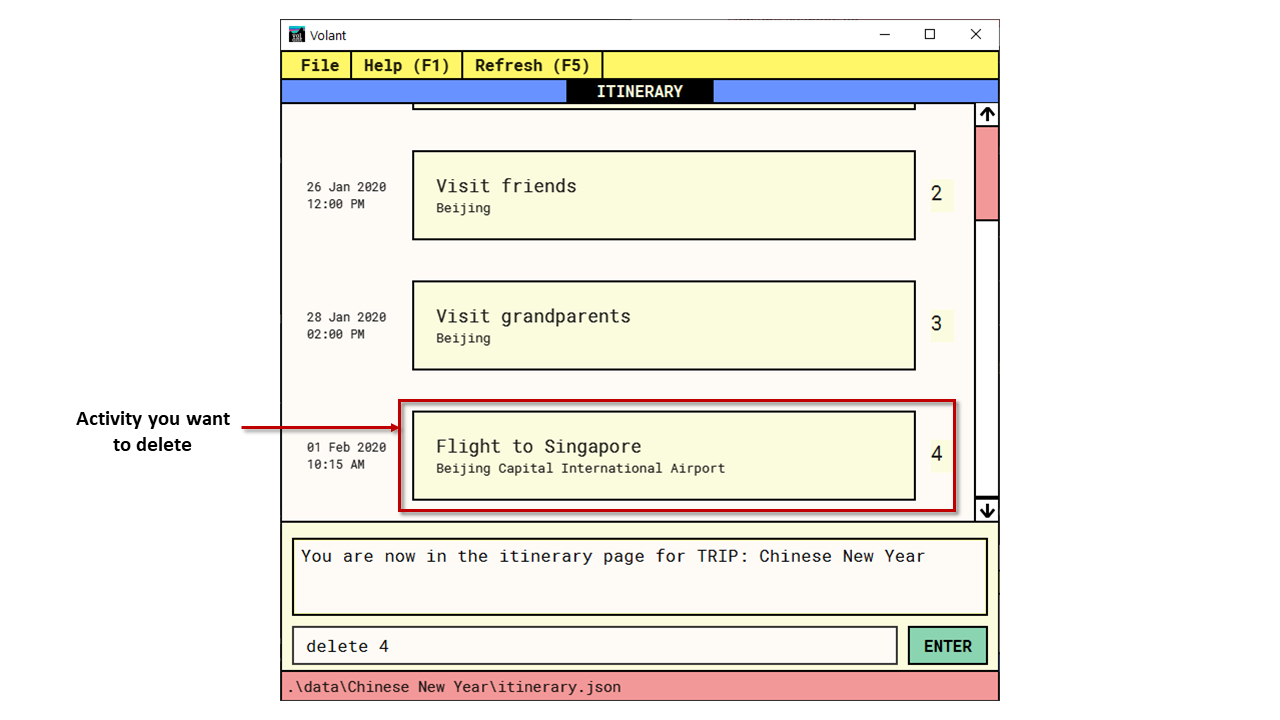 Volant
File Help (F1) Refresh (F5)
ITINERARY
26 Jan 2020
12:00 PM
Visit friends
Beijing
2
28 Jan 2020
02:00 PM
Visit grandparents
Beijing
3
Activity you want
to delete
01 Feb 2020
10:15 AM
Flight to Singapore
Beijing Capital International Airport
4
You are now in the itinerary page for TRIP: Chinese New Year
delete 4
ENTER
.\data\Chinese New Year\itinerary.json